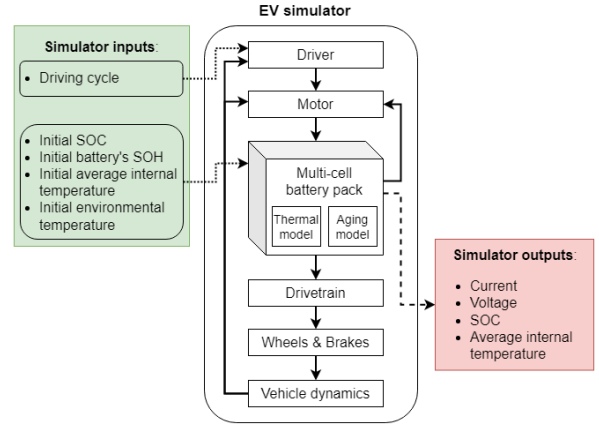 EV simulator
Simulator inputs:
• Driving cycle
• Initial SOC
• Initial battery's SOH
• Initial average internal
temperature
• Initial environmental
temperature
Driver
Motor
Multi-cell
battery pack
Thermal
model
Aging
model
Drivetrain
Wheels & Brakes
Vehicle dynamics
Simulator outputs:
• Current
• Voltage
• SOC
• Average internal
temperature